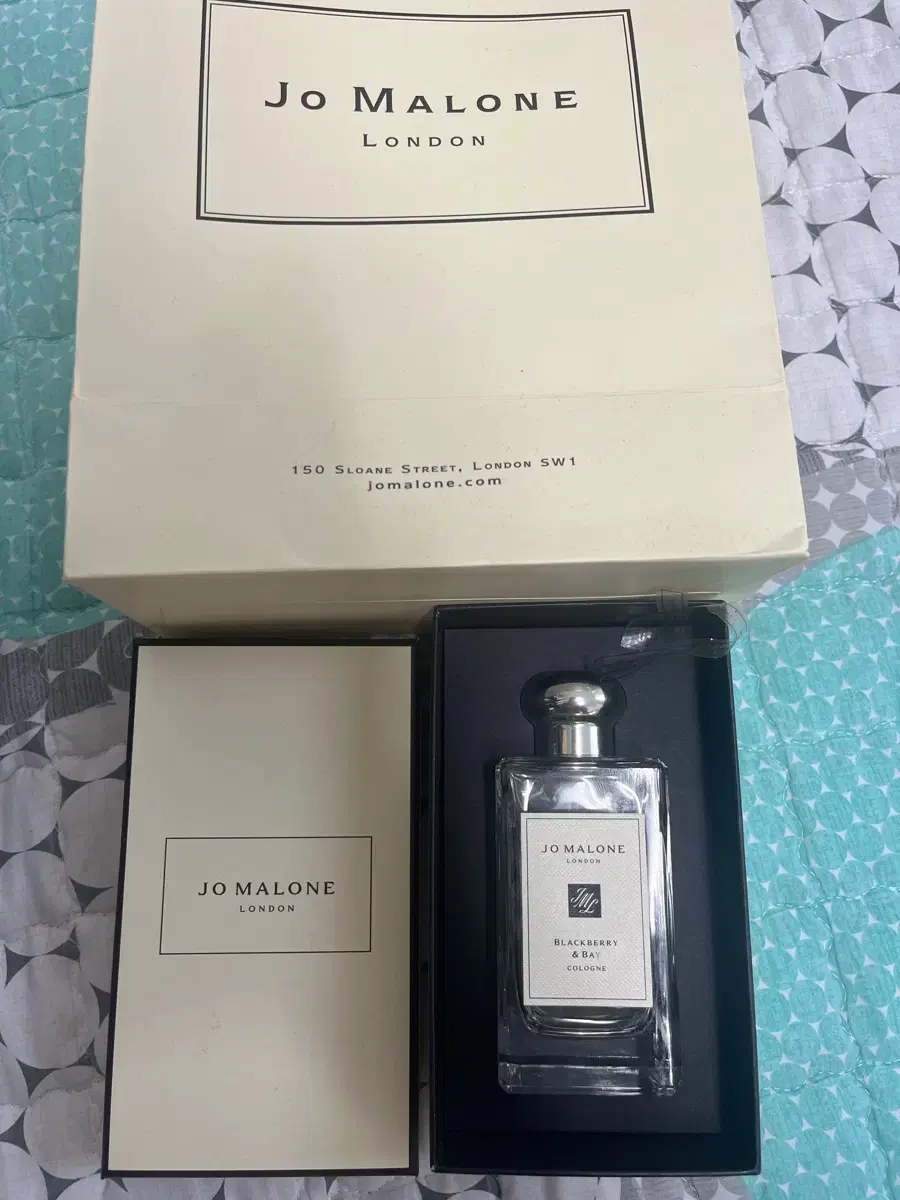 JO MALONE
LONDON
150 SLOANE STREET, LONDON SW1
jomalone.com
JO MALONE
LONDON
JO MALONE
LONDON
JML
BLACKBERRY
& BAY
COLOGNE